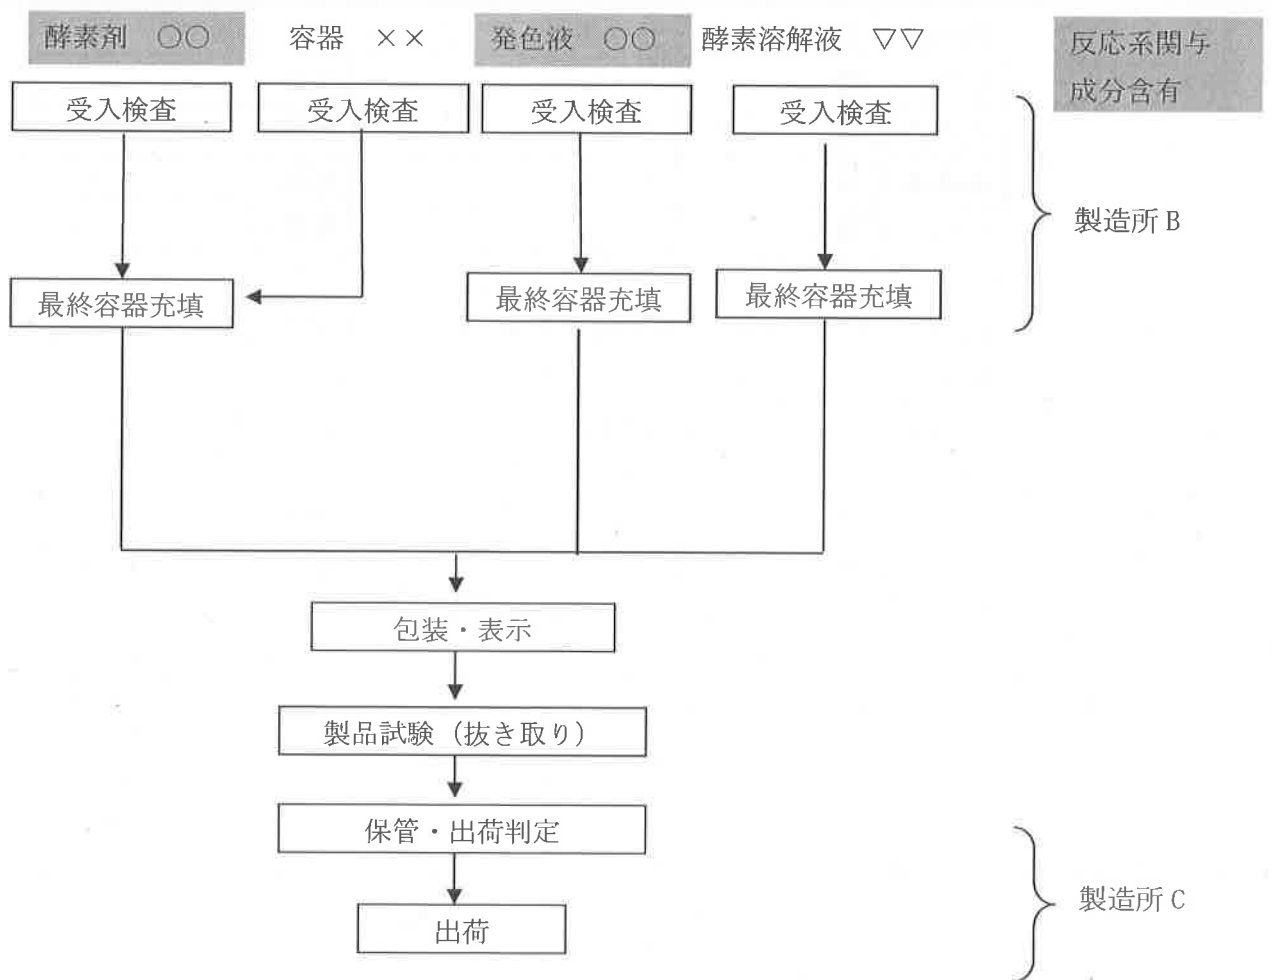 酵素剤 ○○ 容器 ×× 発色液 ○○ 酵素溶解液 ▽▽
反応系関与
成分含有
受入検査 受入検査 受入検査 受入検査
製造所 B
最終容器充填 最終容器充填 最終容器充填
包装・表示
製品試験（抜き取り）
保管・出荷判定
製造所 C
出荷